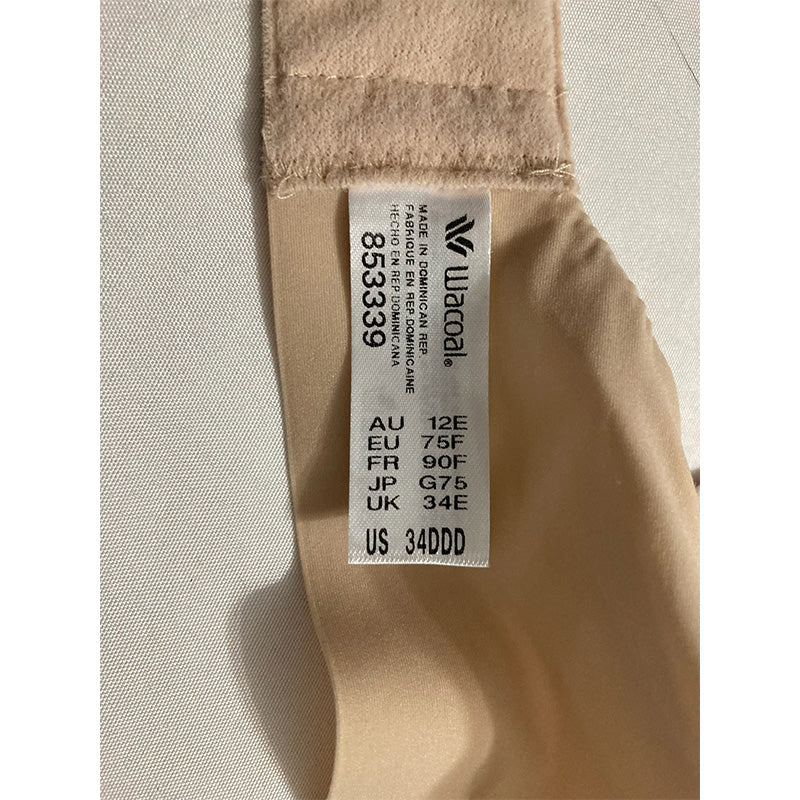 Wacoal®
MADE IN DOMINICAN REP
FABRIQUE EN REP.DOMINICAINE
HECHO EN REP.DOMINICANA
853339
AU 12E
EU 75F
FR 90F
JP G75
UK 34E
US 34DDD